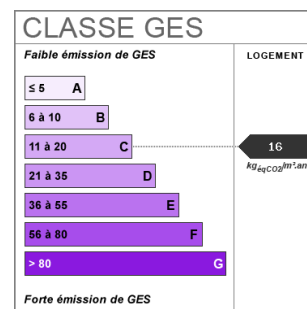 CLASSE GES
Faible émission de GES
LOGEMENT
≤ 5 A
6 à 10 B
11 à 20 C
16
kgéqCO2/m².an
21 à 35 D
36 à 55 E
56 à 80 F
> 80 G
Forte émission de GES